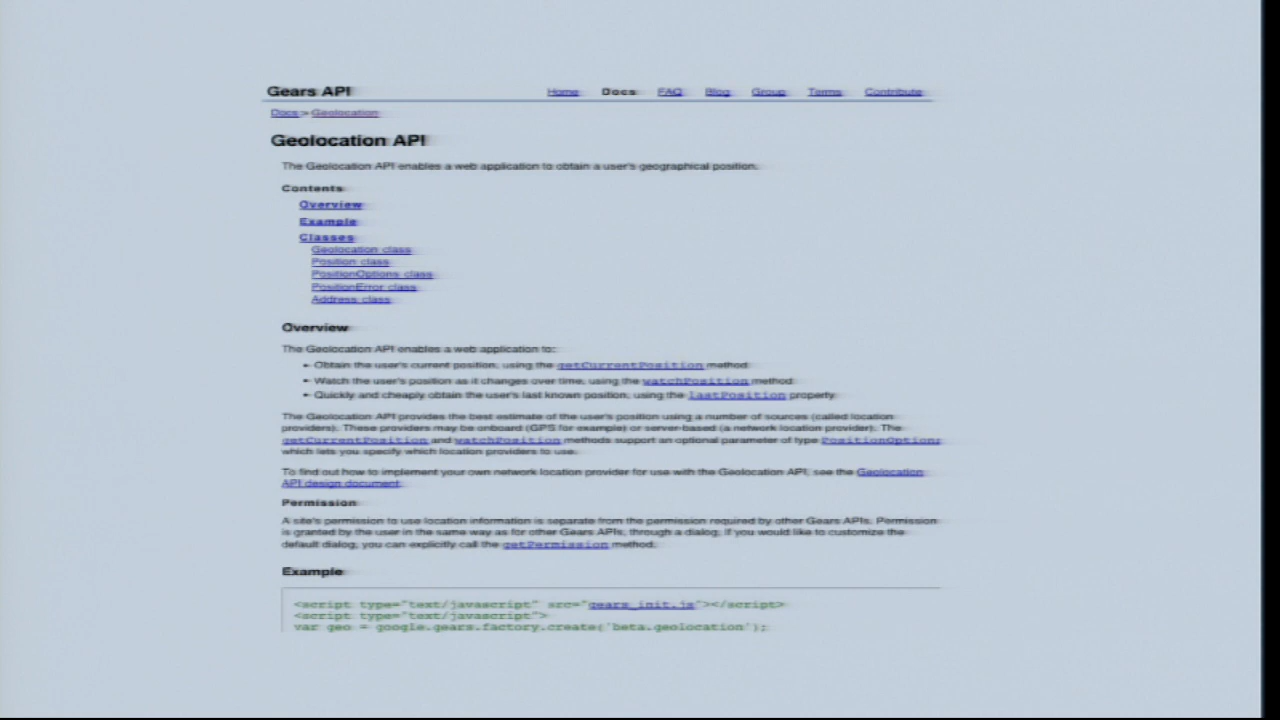 Gears API
Home Docs FAQ Blog Group Terms Contribute
Docs > Geolocation
Geolocation API
The Geolocation API enables a web application to obtain a user's geographical position.
Contents
Overview
Example
Classes
Geolocation class
Position class
PositionOptions class
PositionError class
Address class
Overview
The Geolocation API enables a web application to:
• Obtain the user's current position, using the getCurrentPosition method
• Watch the user's position as it changes over time, using the watchPosition method
• Quickly and cheaply obtain the user's last known position, using the lastPosition property
The Geolocation API provides the best estimate of the user's position using a number of sources (called location
providers). These providers may be onboard (GPS for example) or server-based (a network location provider). The
getCurrentPosition and watchPosition methods support an optional parameter of type PositionOptions
which lets you specify which location providers to use.
To find out how to implement your own network location provider for use with the Geolocation API, see the Geolocation
API design document.
Permission
A site's permission to use location information is separate from the permission required by other Gears APIs. Permission
is granted by the user in the same way as for other Gears APIs, through a dialog. If you would like to customize the
default dialog, you can explicitly call the getPermission method.
Example
<script type="text/javascript" src="gears_init.js"></script>
<script type="text/javascript">
var geo = google.gears.factory.create('beta.geolocation');